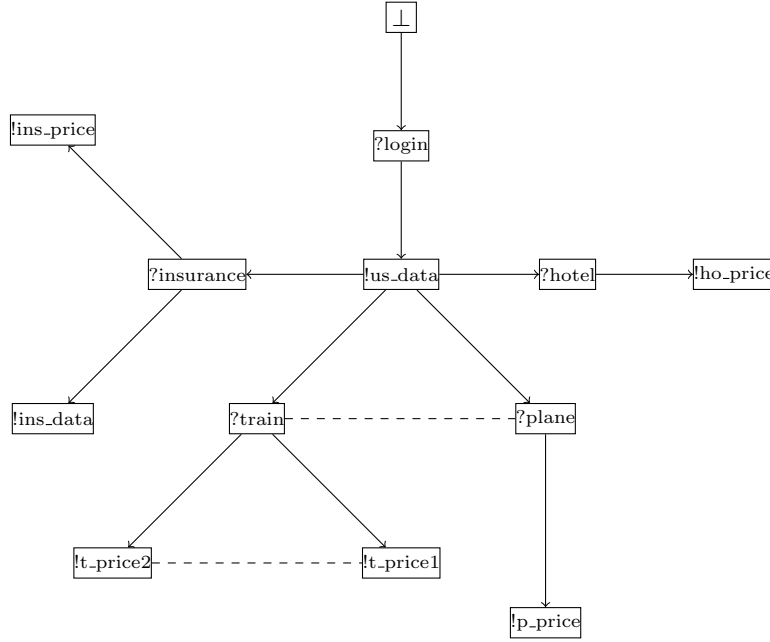 ⊥
!ins_price
?login
?insurance
!us_data
?hotel
!ho_price
!ins_data
?train
?plane
!t_price2
!t_price1
!p_price